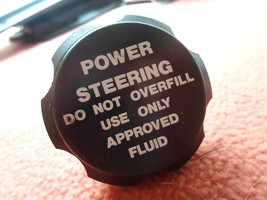 POWER
STEERING
DO NOT OVERFILL
USE ONLY
APPROVED
FLUID